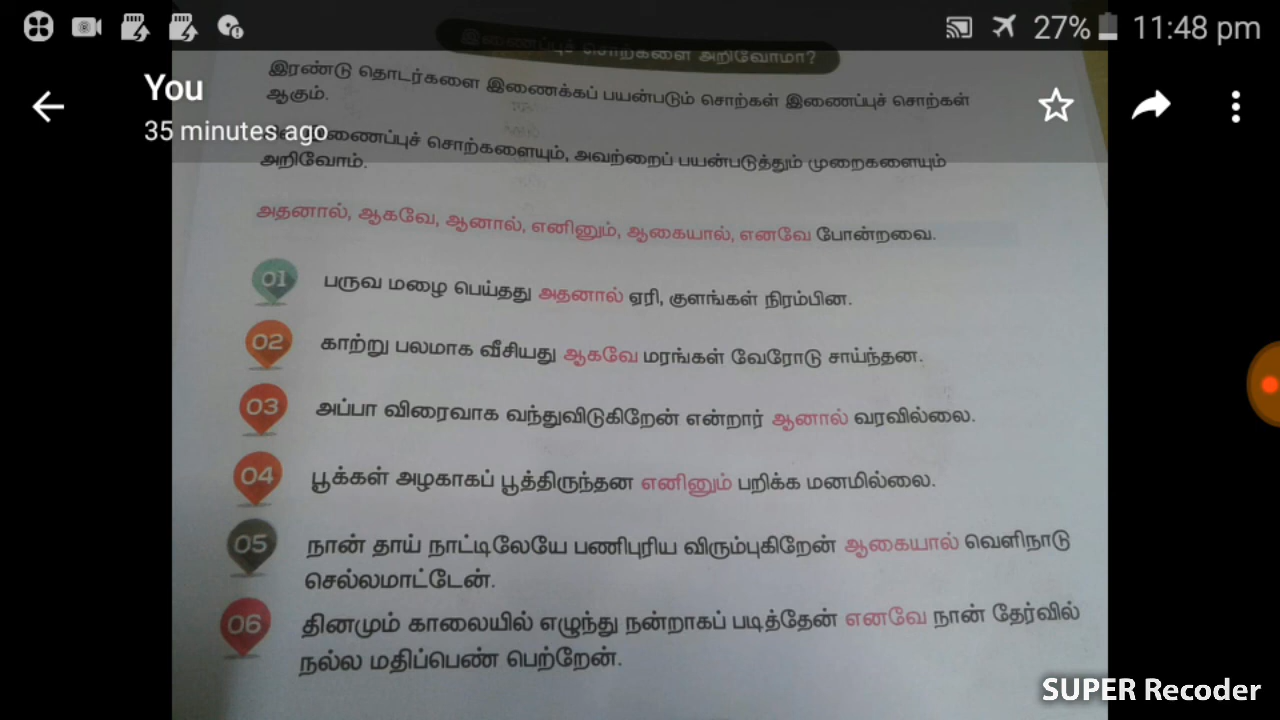 27% 11:48 pm
இணைப்புச் சொற்களை அறிவோமா?
You
35 minutes ago
இரண்டு தொடர்களை இணைக்கப் பயன்படும் சொற்கள் இணைப்புச் சொற்கள்
ஆகும்.
இணைப்புச் சொற்களையும், அவற்றைப் பயன்படுத்தும் முறைகளையும்
அறிவோம்.
அதனால், ஆகவே, ஆனால், எனினும், ஆகையால், எனவே போன்றவை.
01 பருவ மழை பெய்தது அதனால் ஏரி, குளங்கள் நிரம்பின.
02 காற்று பலமாக வீசியது ஆகவே மரங்கள் வேரோடு சாய்ந்தன.
03 அப்பா விரைவாக வந்துவிடுகிறேன் என்றார் ஆனால் வரவில்லை.
04 பூக்கள் அழகாகப் பூத்திருந்தன எனினும் பறிக்க மனமில்லை.
05 நான் தாய் நாட்டிலேயே பணிபுரிய விரும்புகிறேன் ஆகையால் வெளிநாடு
செல்லமாட்டேன்.
06 தினமும் காலையில் எழுந்து நன்றாகப் படித்தேன் எனவே நான் தேர்வில்
நல்ல மதிப்பெண் பெற்றேன்.
SUPER Recoder